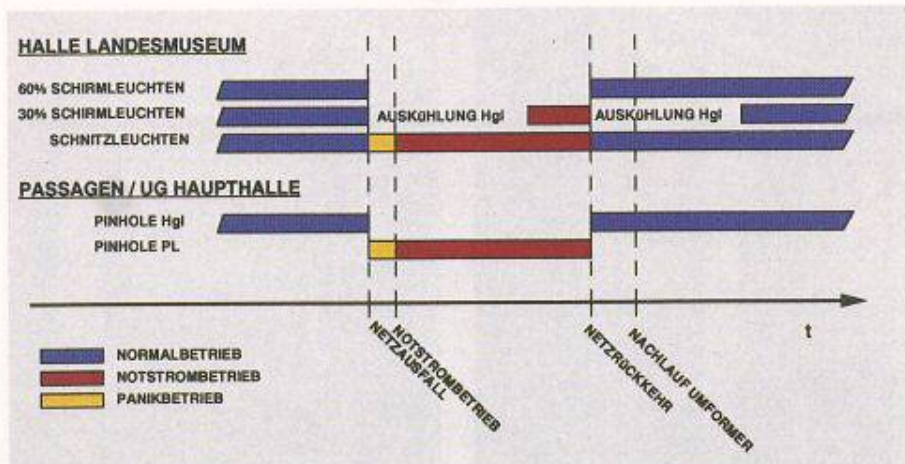 HALLE LANDESMUSEUM
60% SCHIRMLEUCHTEN
30% SCHIRMLEUCHTEN AUSKÜHLUNG Hgl AUSKÜHLUNG Hgl
SCHNITZLEUCHTEN
PASSAGEN / UG HAUPTHALLE
PINHOLE Hgl
PINHOLE PL
t
NETZAUSFALL
NOTSTROMBETRIEB
NETZRÜCKKEHR
NACHLAUF UMFORMER
NORMALBETRIEB
NOTSTROMBETRIEB
PANIKBETRIEB